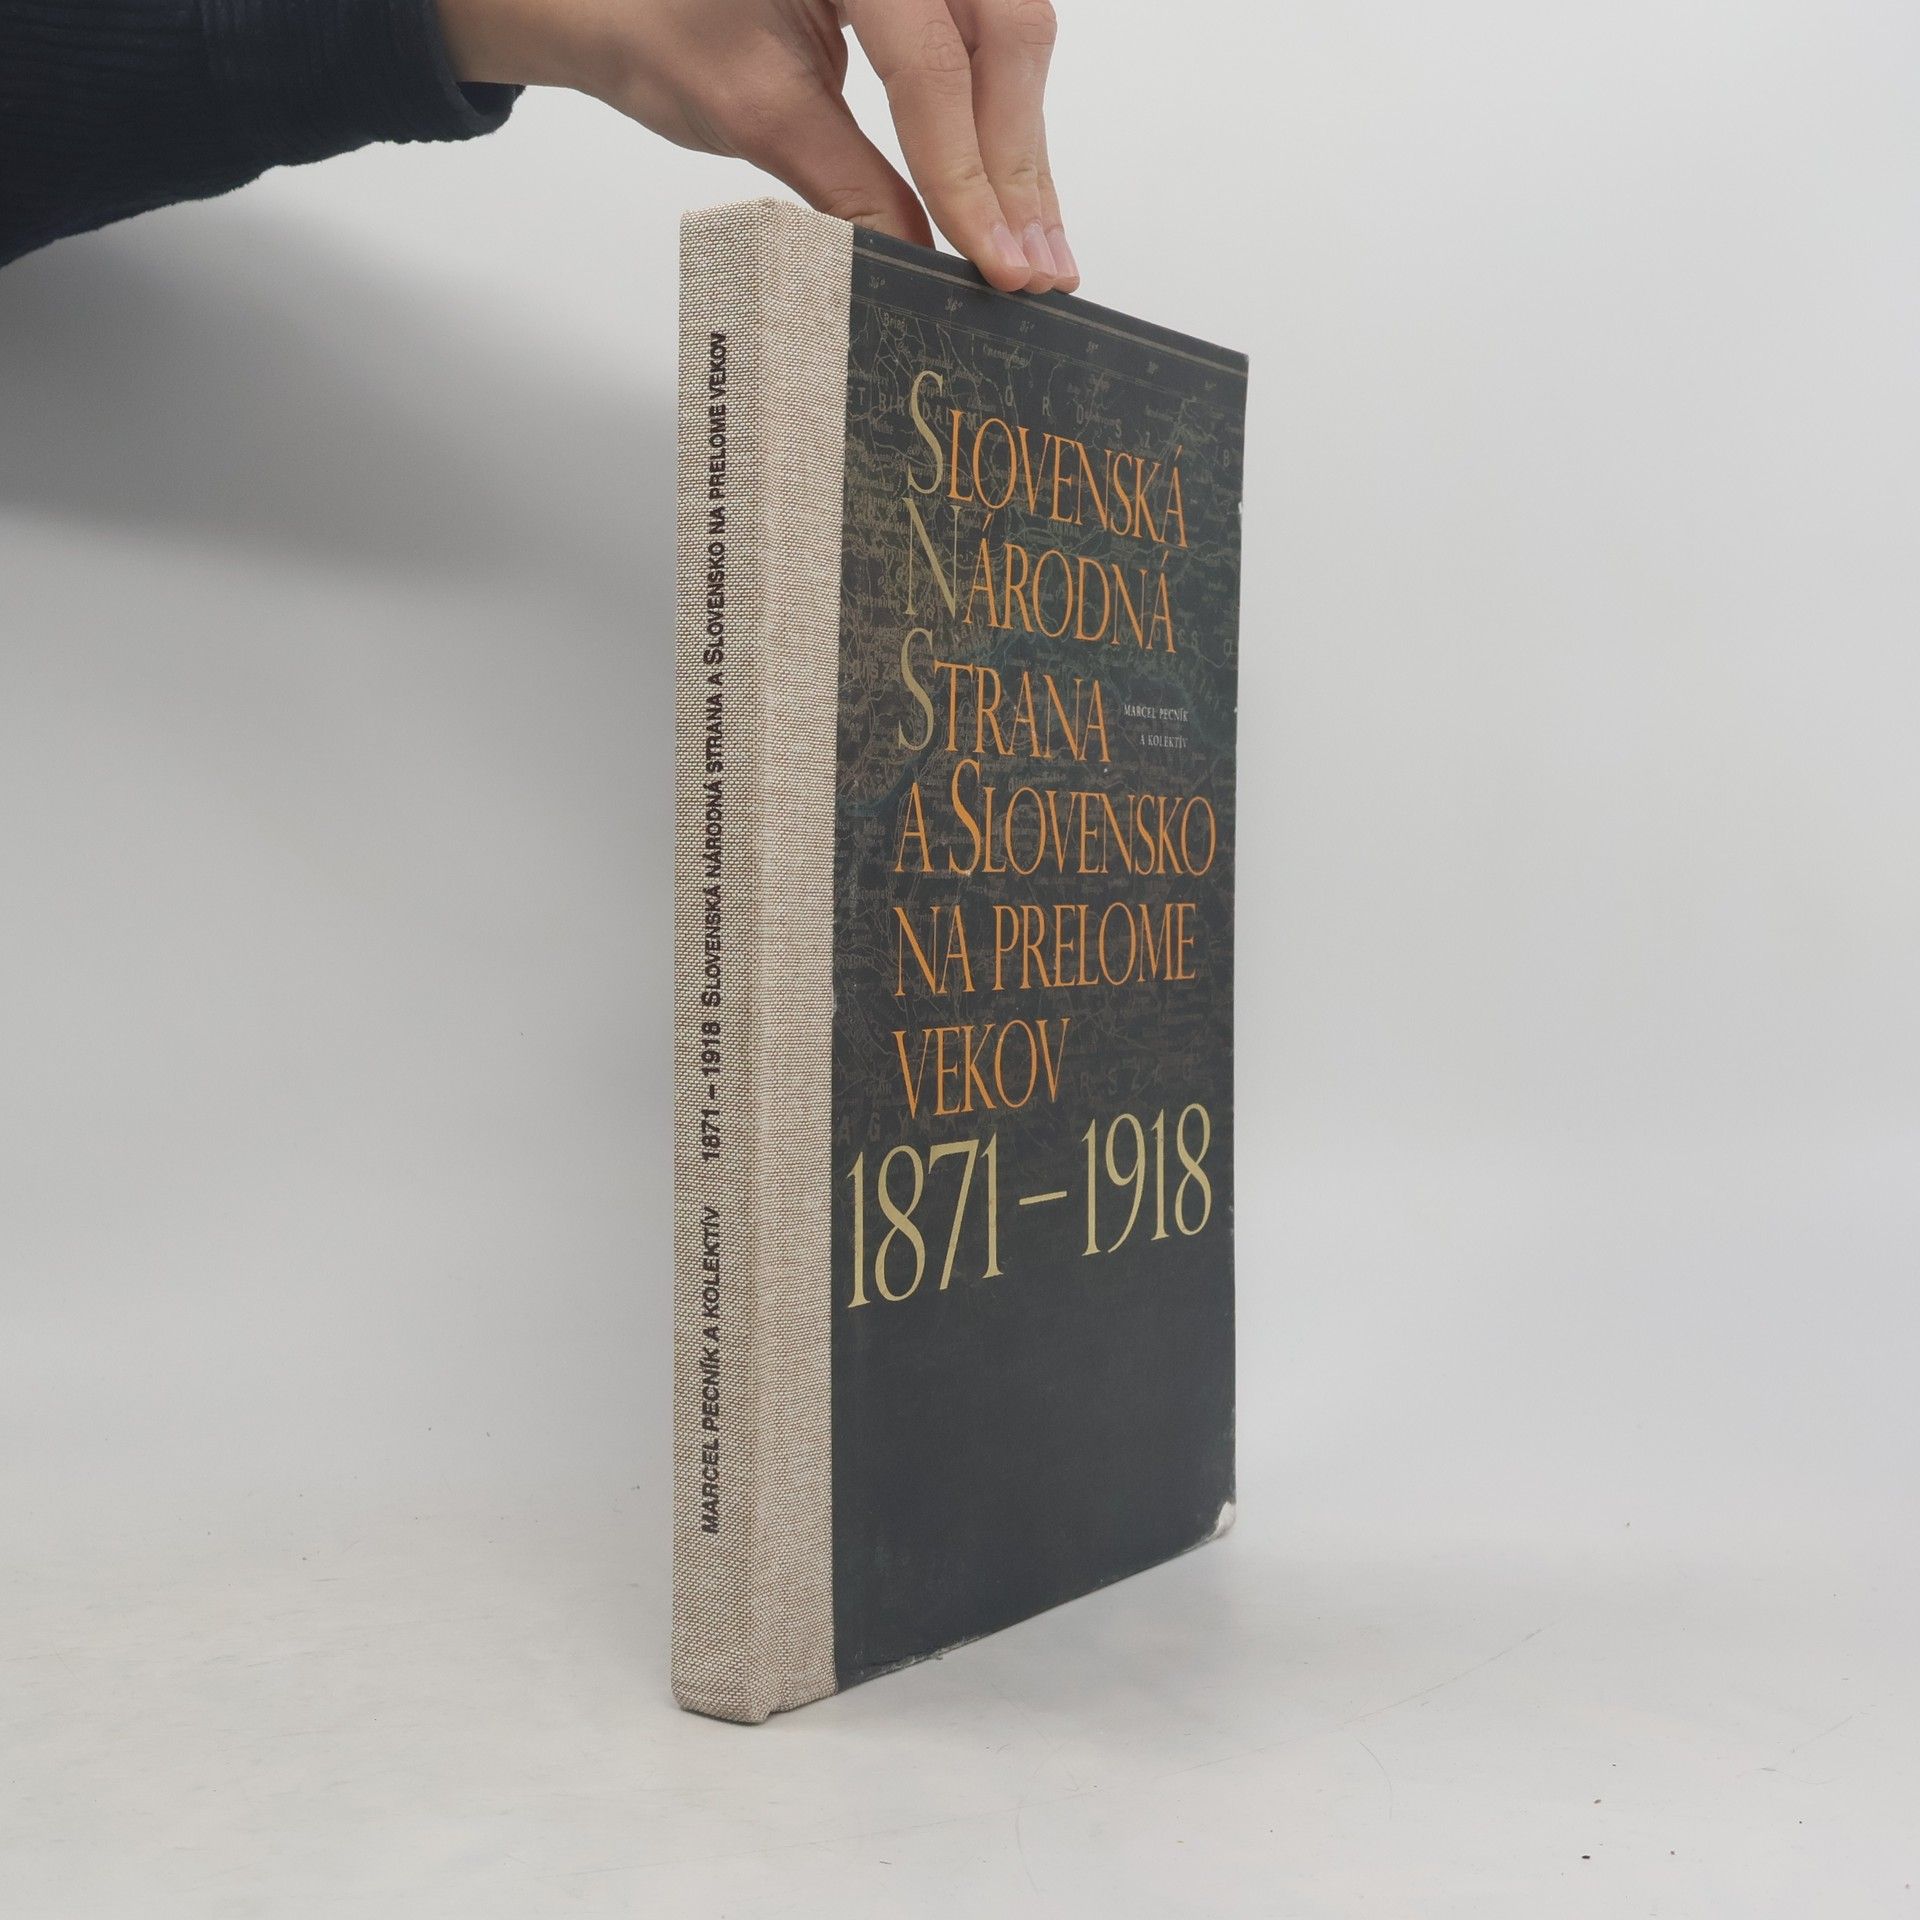 MARCEL PECNÍK A KOLEKTÍV 1871–1918 SLOVENSKÁ NÁRODNÁ STRANA A SLOVENSKO NA PRELOME VEKOV
SLOVENSKÁ
NÁRODNÁ
STRANA
MARCEL PECNÍK
A KOLEKTÍV
A SLOVENSKO
NA PRELOME
VEKOV
1871–1918